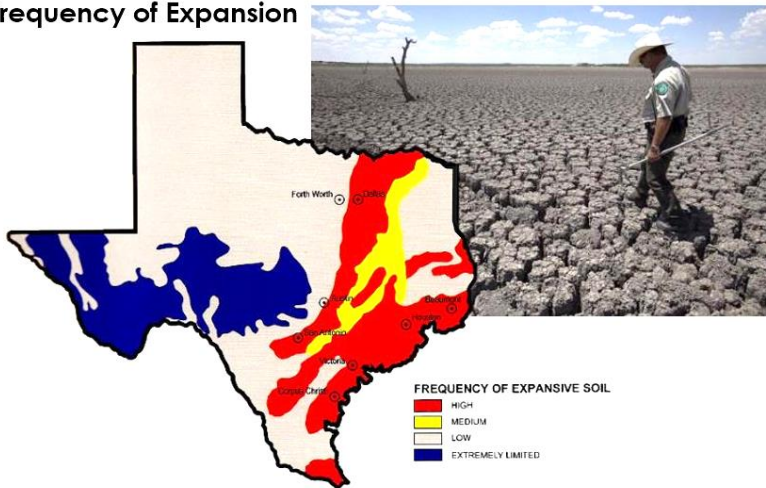 requency of Expansion
Forth Worth
Dallas
Beaumont
Houston
San Antonio
Victoria
Corpus Christi
FREQUENCY OF EXPANSIVE SOIL
HIGH
MEDIUM
LOW
EXTREMELY LIMITED